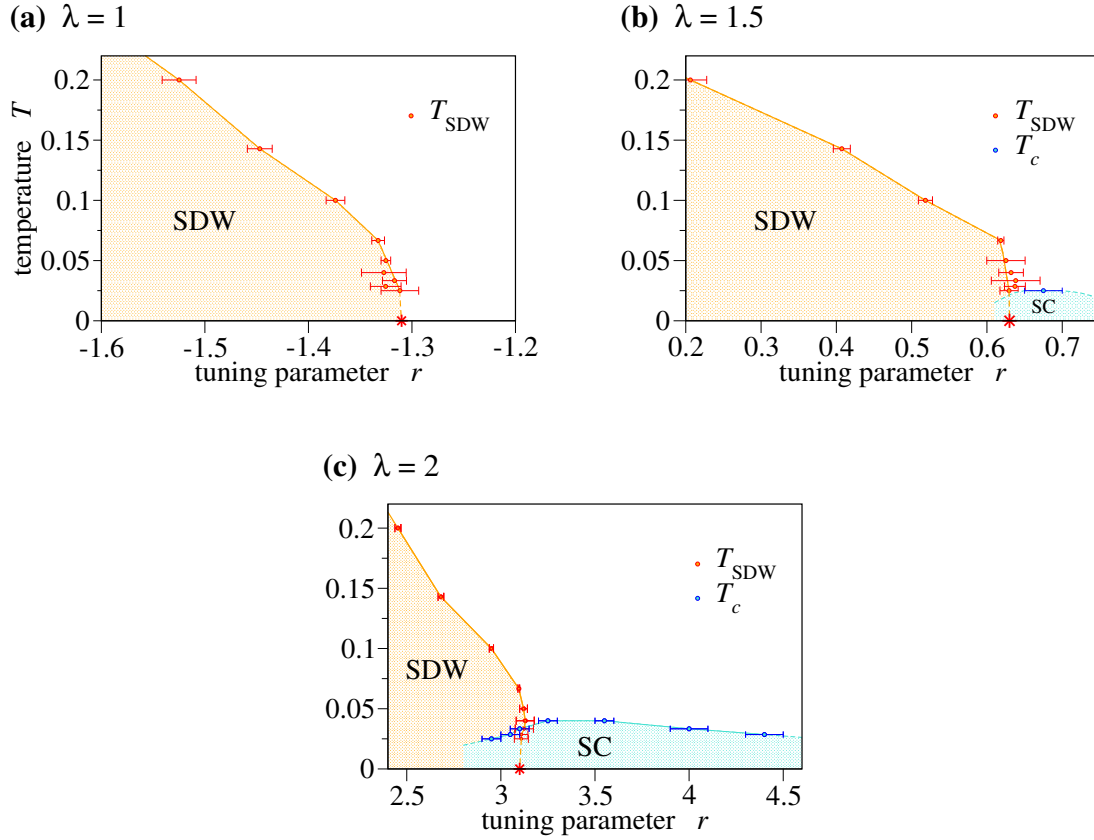 (a) λ = 1
temperature T
0.2
0.15
0.1
0.05
0
SDW
T_SDW
-1.6 -1.5 -1.4 -1.3 -1.2
tuning parameter r
(b) λ = 1.5
0.2
0.15
0.1
0.05
0
SDW
T_SDW
T_c
SC
0.2 0.3 0.4 0.5 0.6 0.7
tuning parameter r
(c) λ = 2
0.2
0.15
0.1
0.05
0
T_SDW
T_c
SDW
SC
2.5 3 3.5 4 4.5
tuning parameter r